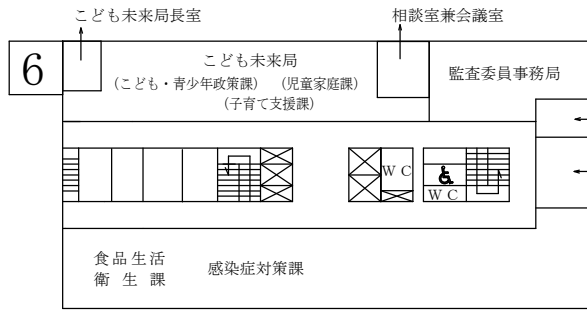 こども未来局長室
相談室兼会議室
6
こども未来局
(こども・青少年政策課) (児童家庭課)
(子育て支援課)
監査委員事務局
ＷＣ
ＷＣ
食品生活
衛生課
感染症対策課